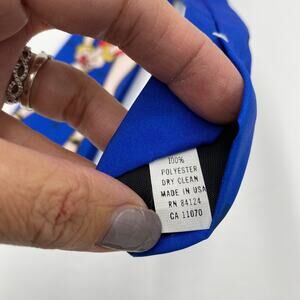 100%
POLYESTER
DRY CLEAN
MADE IN USA
RN 84124
CA 11070